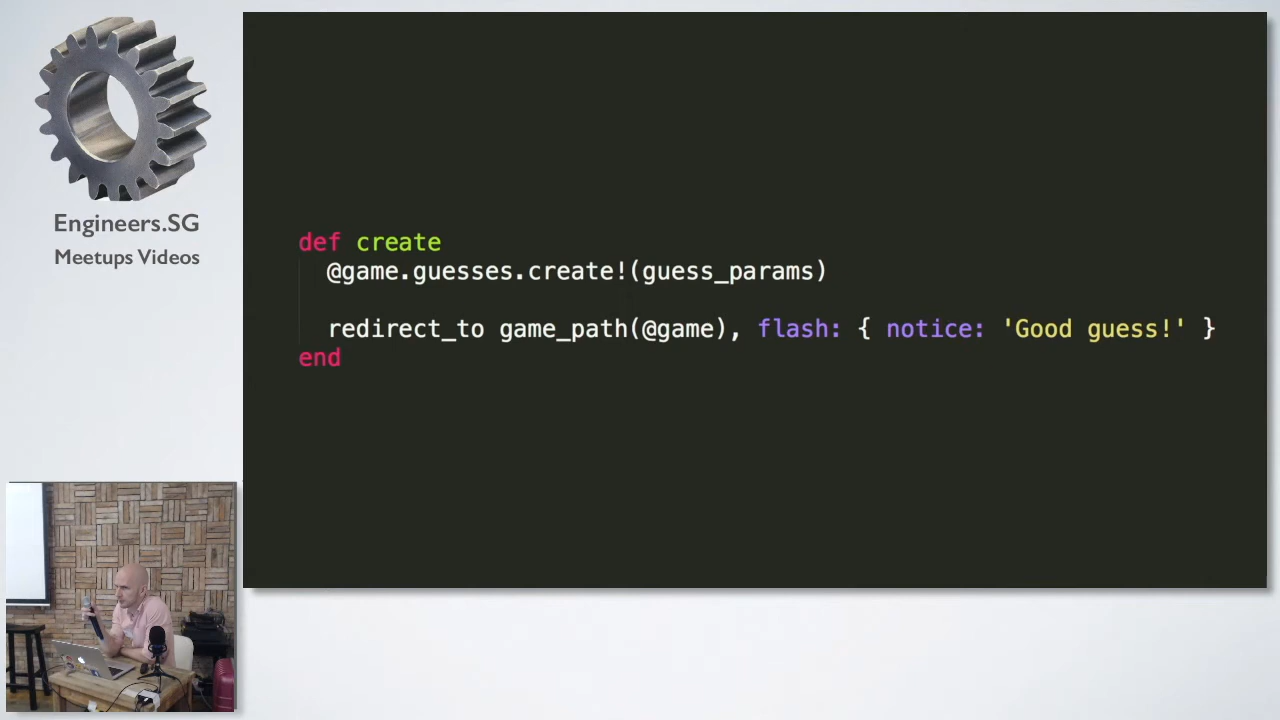 Engineers.SG
Meetups Videos
def create
@game.guesses.create!(guess_params)
redirect_to game_path(@game), flash: { notice: 'Good guess!' }
end